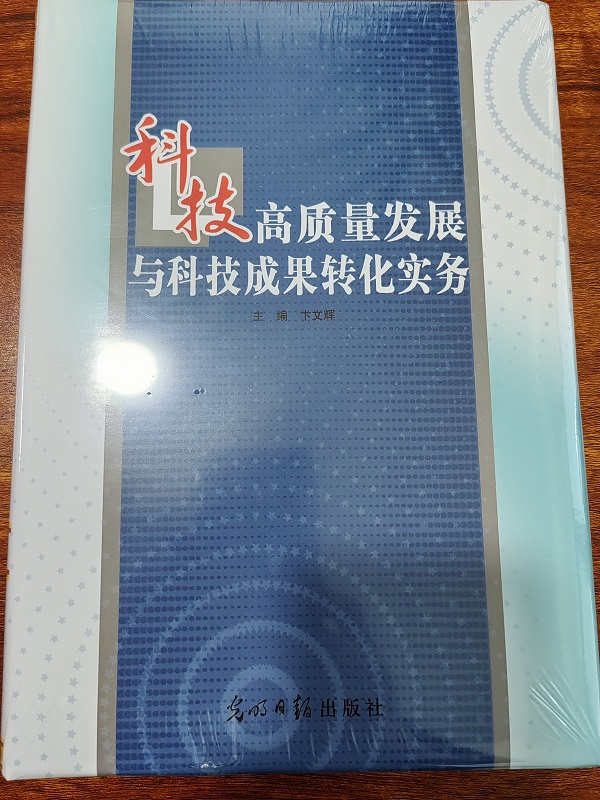 科技高质量发展
与科技成果转化实务
主 编 卞文辉
光明日报出版社